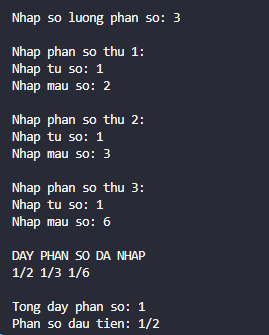 Nhap so luong phan so: 3
Nhap phan so thu 1:
Nhap tu so: 1
Nhap mau so: 2
Nhap phan so thu 2:
Nhap tu so: 1
Nhap mau so: 3
Nhap phan so thu 3:
Nhap tu so: 1
Nhap mau so: 6
DAY PHAN SO DA NHAP
1/2 1/3 1/6
Tong day phan so: 1
Phan so dau tien: 1/2